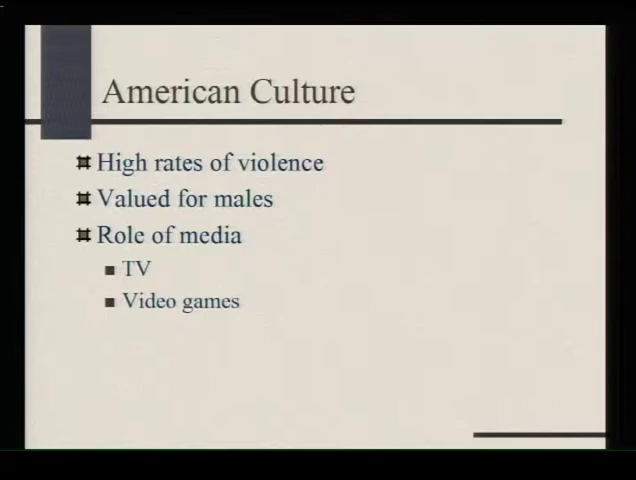 American Culture
High rates of violence
Valued for males
Role of media
TV
Video games